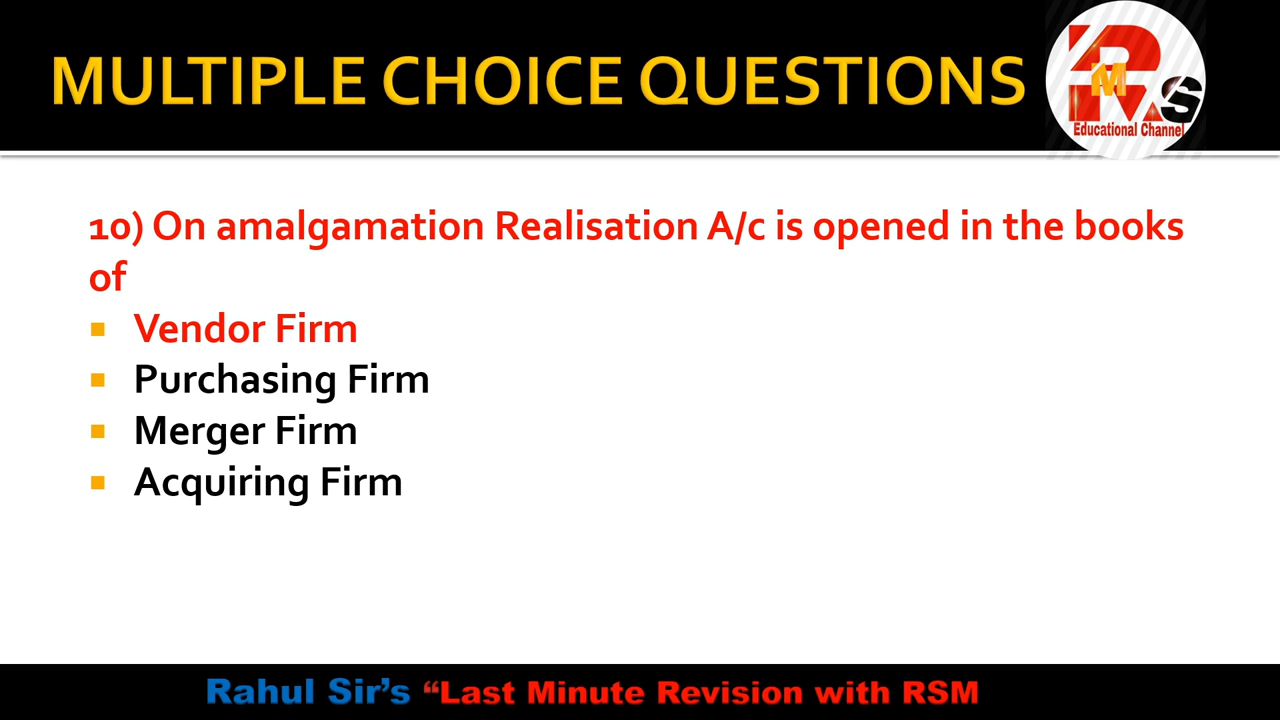 MULTIPLE CHOICE QUESTIONS
RMS
Educational Channel
10) On amalgamation Realisation A/c is opened in the books
of
Vendor Firm
Purchasing Firm
Merger Firm
Acquiring Firm
Rahul Sir's "Last Minute Revision with RSM